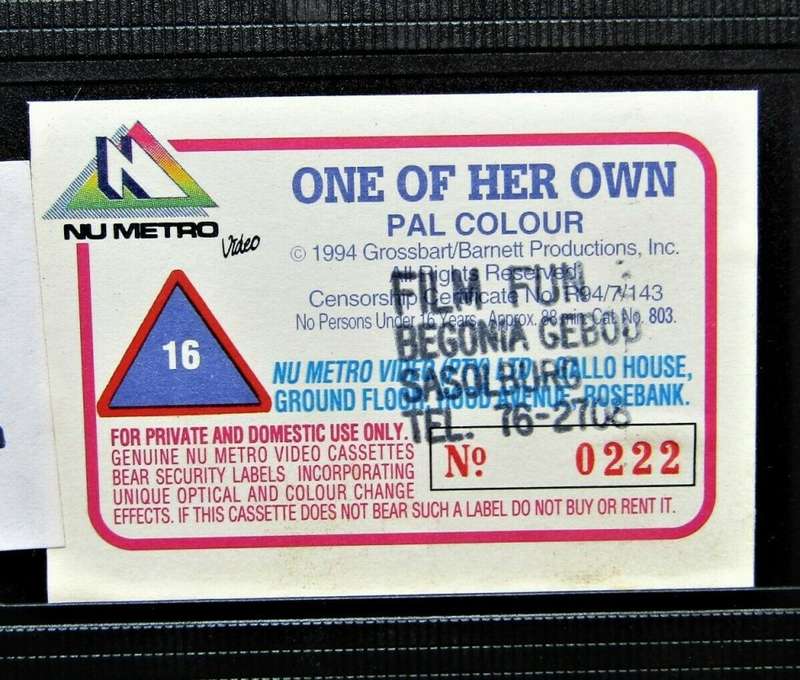 NU METRO
Video
ONE OF HER OWN
PAL COLOUR
© 1994 Grossbart/Barnett Productions, Inc.
All Rights Reserved
Censorship Certificate No. R94/7/143
No Persons Under 16 Years. Approx. 88 min. Cat. No. 803.
16
NU METRO VIDEO (PTY) LTD., GALLO HOUSE,
GROUND FLOOR, HOOD AVENUE, ROSEBANK.
FILM FUN
BEGONIA GEBOU
SASOLBURG
TEL. 76-2708
FOR PRIVATE AND DOMESTIC USE ONLY.
GENUINE NU METRO VIDEO CASSETTES
BEAR SECURITY LABELS INCORPORATING
UNIQUE OPTICAL AND COLOUR CHANGE
EFFECTS. IF THIS CASSETTE DOES NOT BEAR SUCH A LABEL DO NOT BUY OR RENT IT.
No. 0222